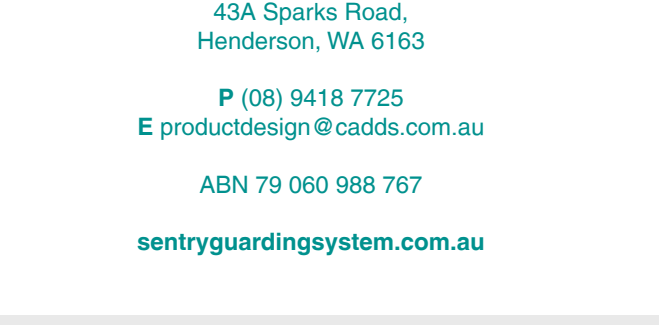 43A Sparks Road,
Henderson, WA 6163
P (08) 9418 7725
E productdesign@cadds.com.au
ABN 79 060 988 767
sentryguardingsystem.com.au